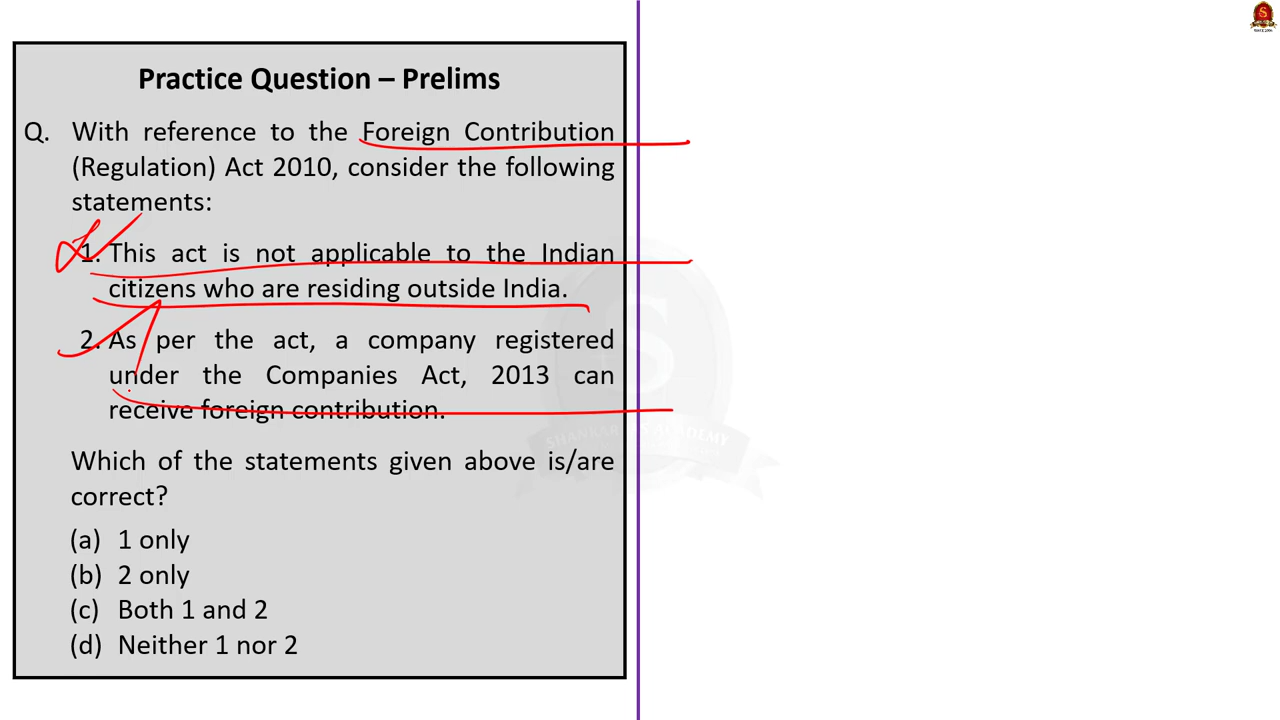 Practice Question – Prelims
Q. With reference to the Foreign Contribution
(Regulation) Act 2010, consider the following
statements:
1. This act is not applicable to the Indian
citizens who are residing outside India.
2. As per the act, a company registered
under the Companies Act, 2013 can
receive foreign contribution.
Which of the statements given above is/are
correct?
(a) 1 only
(b) 2 only
(c) Both 1 and 2
(d) Neither 1 nor 2